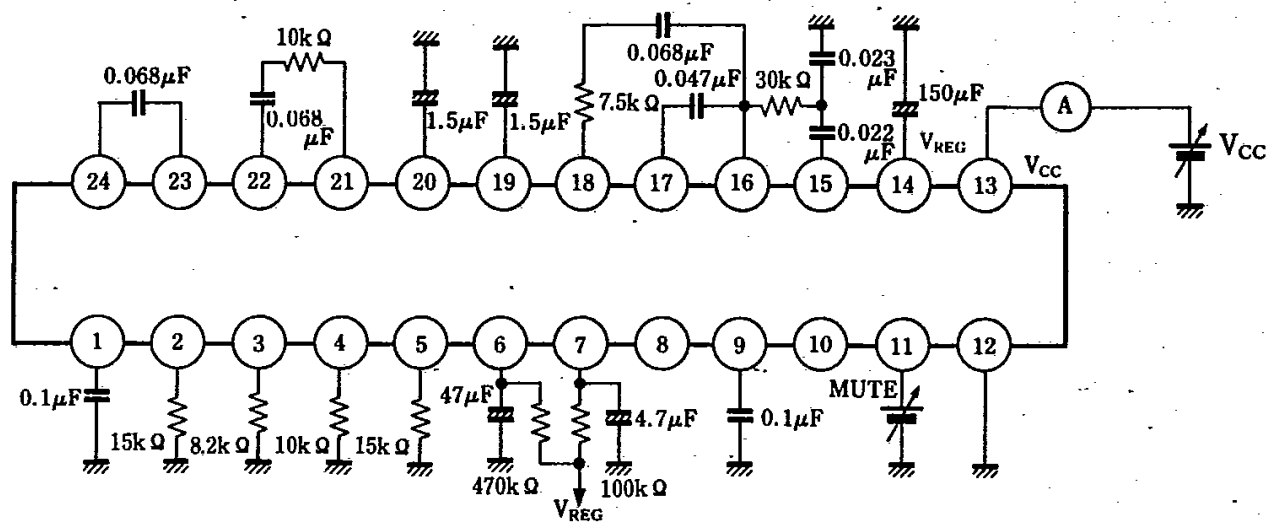 10kΩ
0.068μF
0.068
μF
1.5μF
1.5μF
0.068μF
0.047μF
7.5kΩ
30kΩ
0.023
μF
0.022
μF
150μF
VREG
A
VCC
VCC
24 23 22 21 20 19 18 17 16 15 14 13
1 2 3 4 5 6 7 8 9 10 11 12
0.1μF
15kΩ
8.2kΩ
10kΩ
15kΩ
47μF
470kΩ
VREG
100kΩ
4.7μF
0.1μF
MUTE